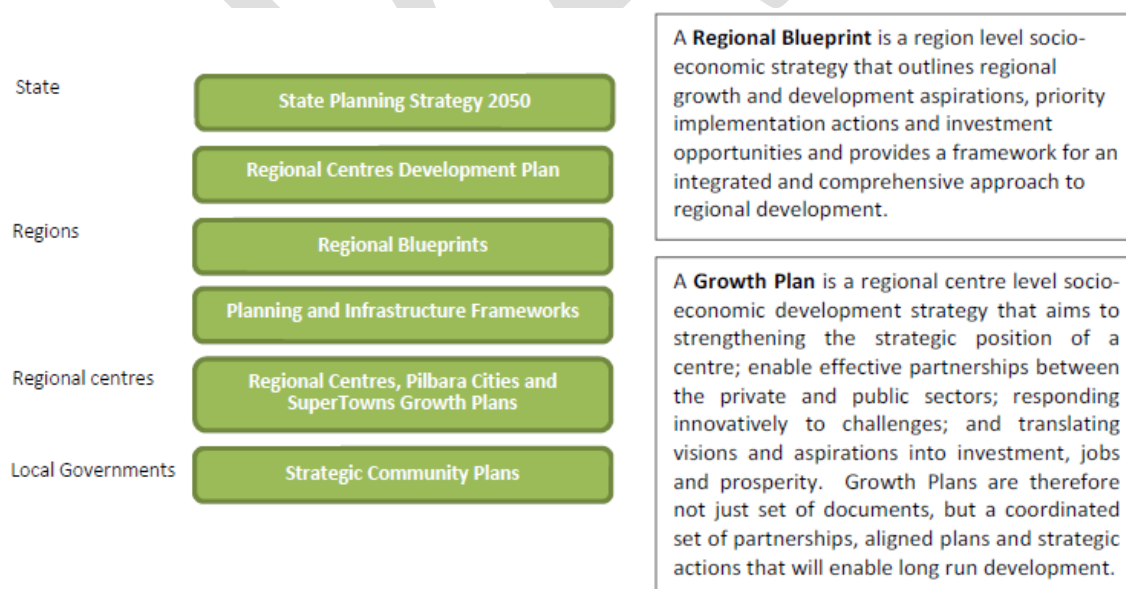 State
State Planning Strategy 2050
Regional Centres Development Plan
Regions
Regional Blueprints
Planning and Infrastructure Frameworks
Regional centres
Regional Centres, Pilbara Cities and
SuperTowns Growth Plans
Local Governments
Strategic Community Plans
A Regional Blueprint is a region level socio-
economic strategy that outlines regional
growth and development aspirations, priority
implementation actions and investment
opportunities and provides a framework for an
integrated and comprehensive approach to
regional development.
A Growth Plan is a regional centre level socio-
economic development strategy that aims to
strengthening the strategic position of a
centre; enable effective partnerships between
the private and public sectors; responding
innovatively to challenges; and translating
visions and aspirations into investment, jobs
and prosperity. Growth Plans are therefore
not just set of documents, but a coordinated
set of partnerships, aligned plans and strategic
actions that will enable long run development.